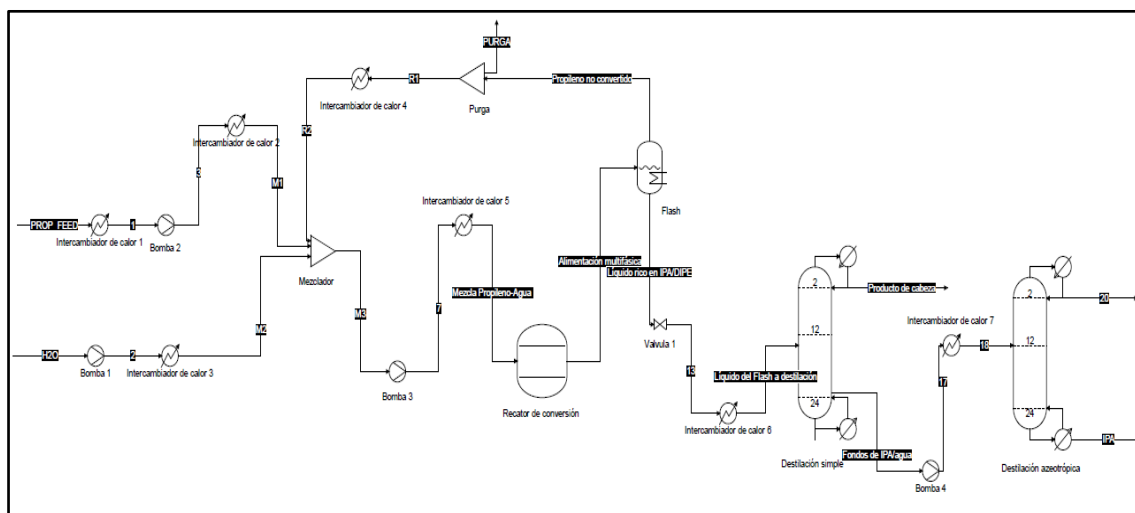 PURGA
Propileno no convertido
R1
Purga
Intercambiador de calor 4
R2
Intercambiador de calor 2
3
M1
PROP_FEED
Intercambiador de calor 1
1
Bomba 2
Mezclador
H2O
Bomba 1
2
Intercambiador de calor 3
M2
M3
Bomba 3
7
Intercambiador de calor 5
Mezcla Propileno-Agua
Recator de conversión
Alimentación multifásica
Flash
Líquido rico en IPA/DIPE
Valvula 1
13
Intercambiador de calor 6
Líquido del Flash a destilación
2
12
24
Producto de cabeza
Destilación simple
Fondos de IPA/agua
Bomba 4
17
Intercambiador de calor 7
18
2
12
24
20
IPA
Destilación azeotrópica